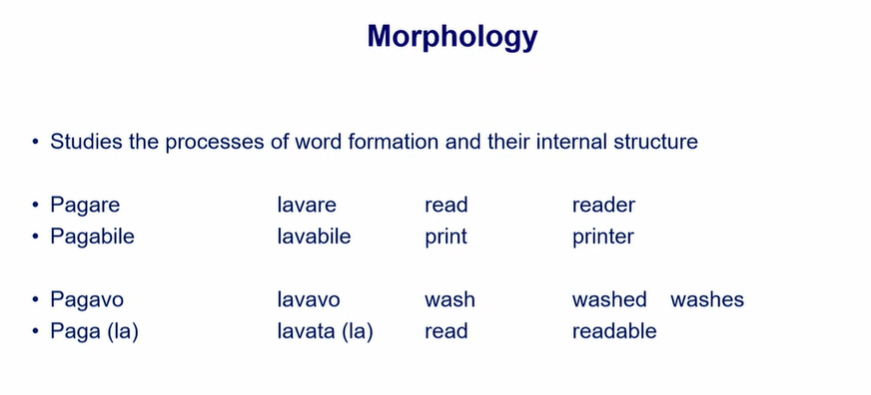 Morphology
• Studies the processes of word formation and their internal structure
• Pagare lavare read reader
• Pagabile lavabile print printer
• Pagavo lavavo wash washed washes
• Paga (la) lavata (la) read readable